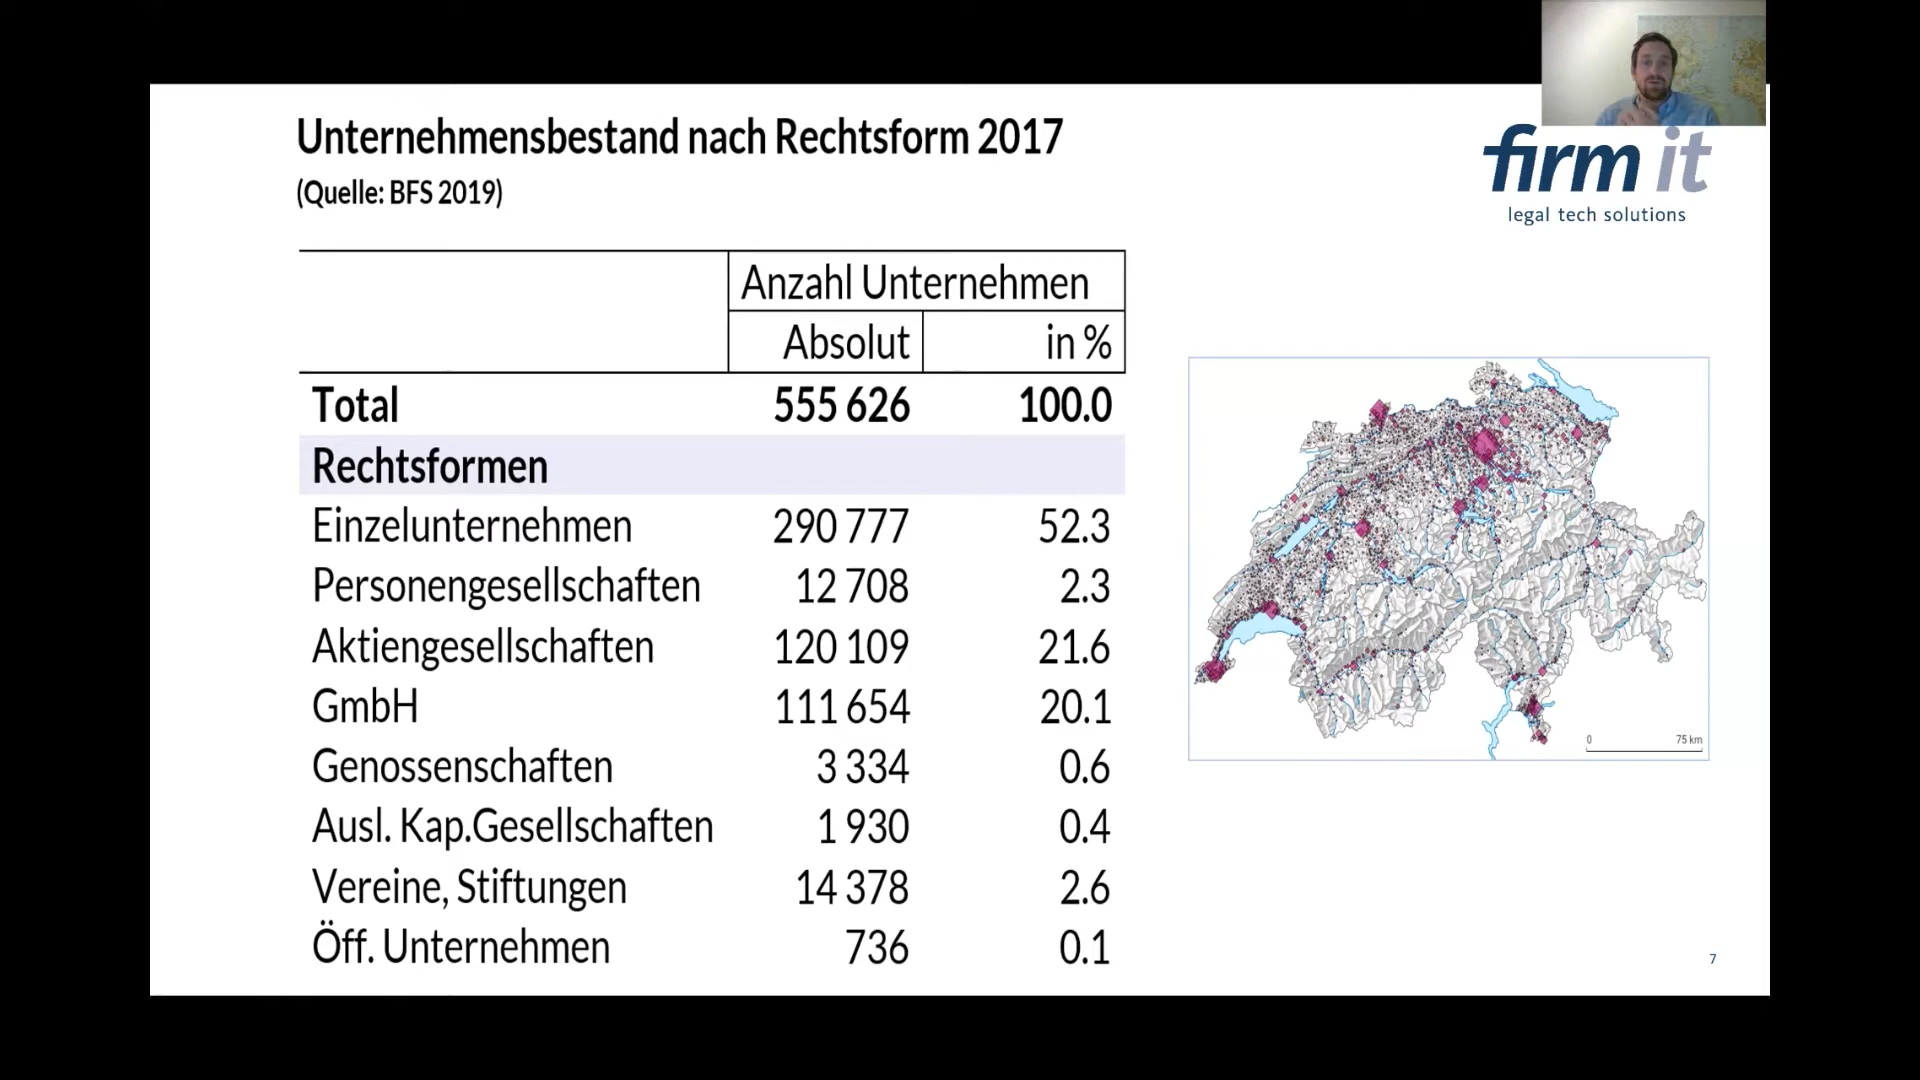 Unternehmensbestand nach Rechtsform 2017
(Quelle: BFS 2019)
firm it
legal tech solutions
Anzahl Unternehmen
Absolut in %
Total 555 626 100.0
Rechtsformen
Einzelunternehmen 290 777 52.3
Personengesellschaften 12 708 2.3
Aktiengesellschaften 120 109 21.6
GmbH 111 654 20.1
Genossenschaften 3 334 0.6
Ausl. Kap.Gesellschaften 1 930 0.4
Vereine, Stiftungen 14 378 2.6
Öff. Unternehmen 736 0.1
0 75 km
7